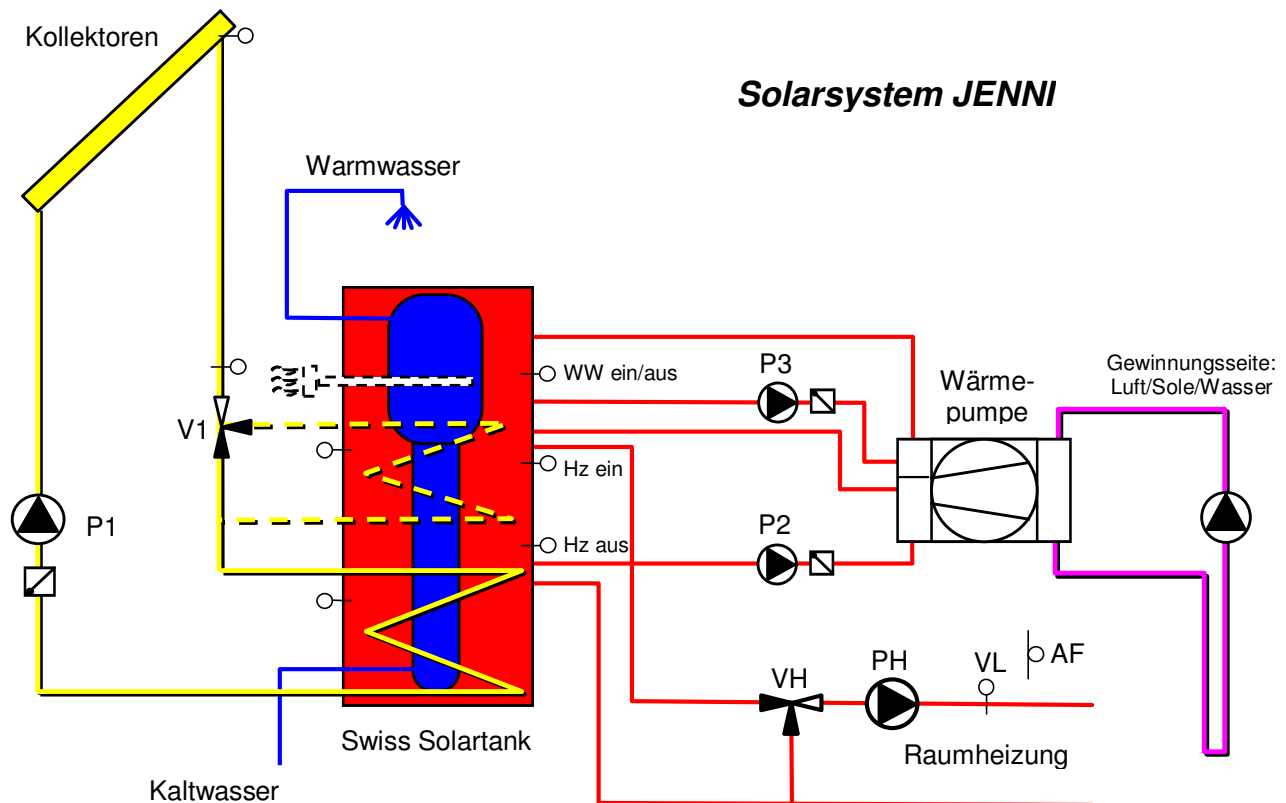 Kollektoren
Solarsystem JENNI
Warmwasser
WW ein/aus
P3
Wärme-
pumpe
Gewinnungsseite:
Luft/Sole/Wasser
V1
Hz ein
P1
P2
Hz aus
AF
VL
PH
VH
Swiss Solartank
Raumheizung
Kaltwasser